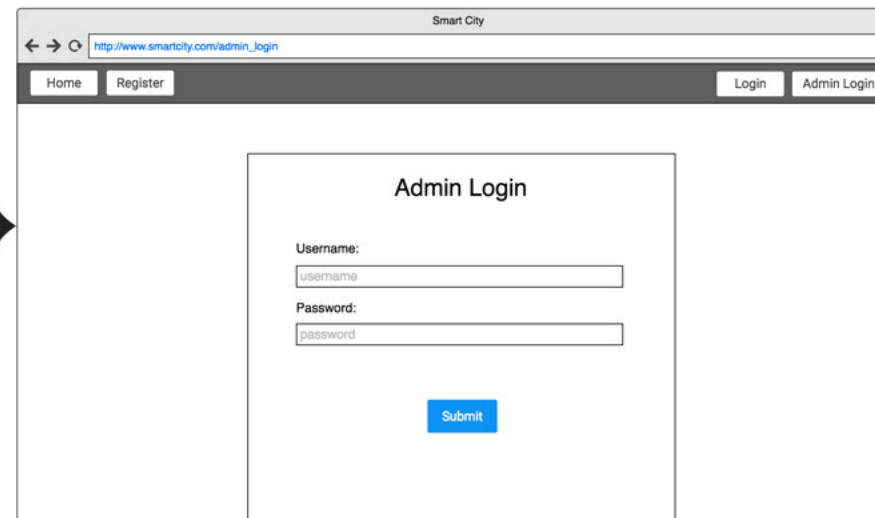 Smart City
http://www.smartcity.com/admin_login
Home Register Login Admin Login
Admin Login
Username:
username
Password:
password
Submit